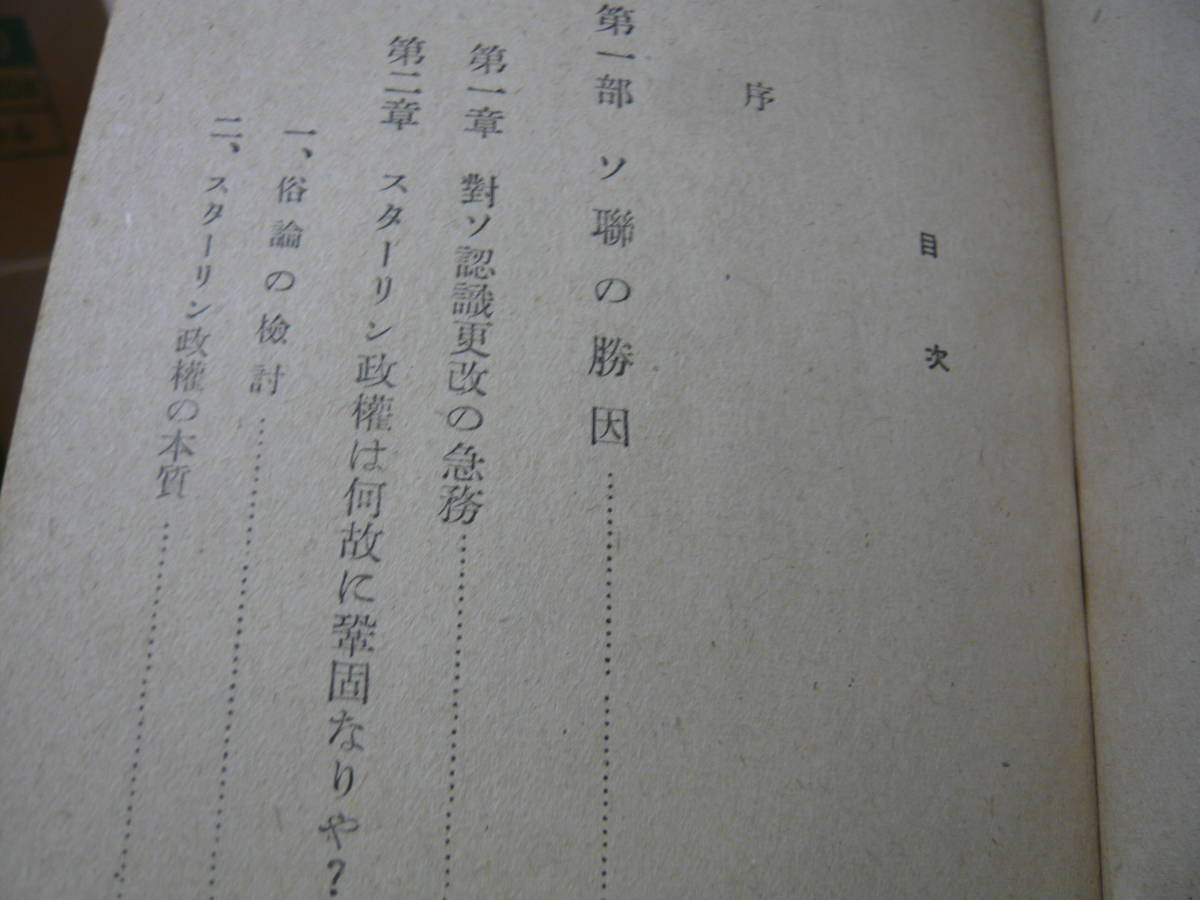 目次
序
第一部 ソ聯の勝因
第一章 對ソ認識更改の急務
第二章 スターリン政權は何故に鞏固なりや?
一、俗論の檢討
二、スターリン政權の本質